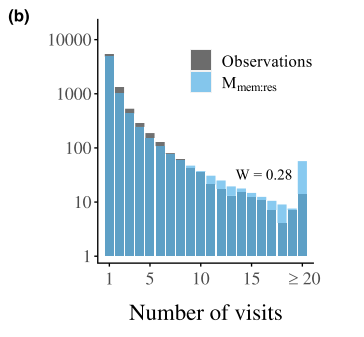 (b)
10000
1000
100
10
1
Observations
M_mem:res
W = 0.28
1 5 10 15 ≥ 20
Number of visits